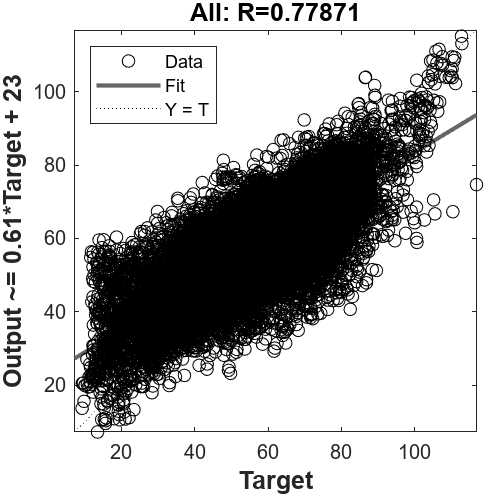 All: R=0.77871
Data
Fit
Y = T
Output ~= 0.61*Target + 23
100
80
60
40
20
20 40 60 80 100
Target